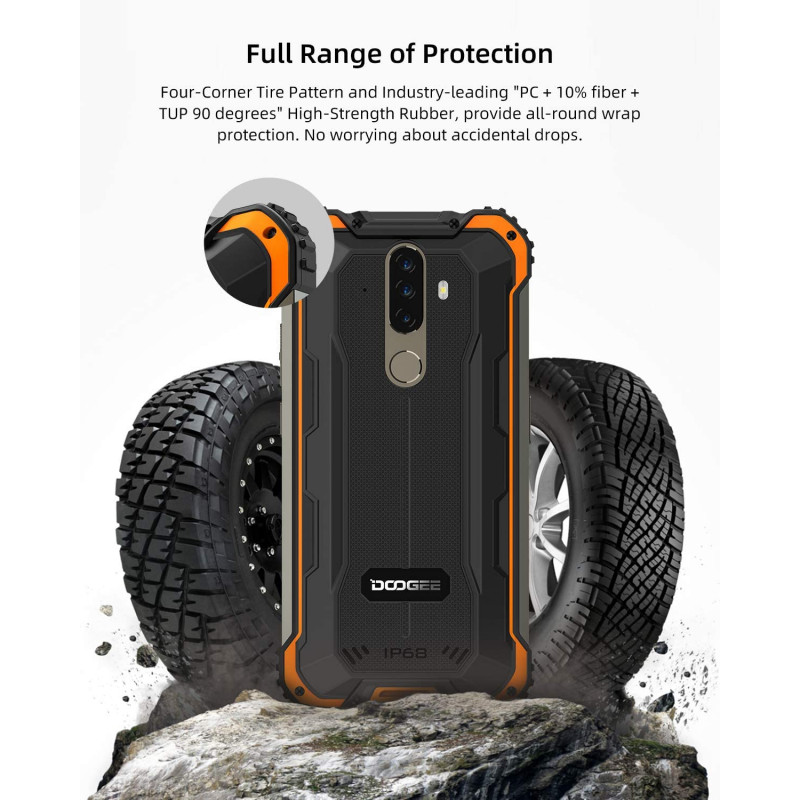 Full Range of Protection
Four-Corner Tire Pattern and Industry-leading "PC + 10% fiber +
TUP 90 degrees" High-Strength Rubber, provide all-round wrap
protection. No worrying about accidental drops.
DOOGEE
IP68